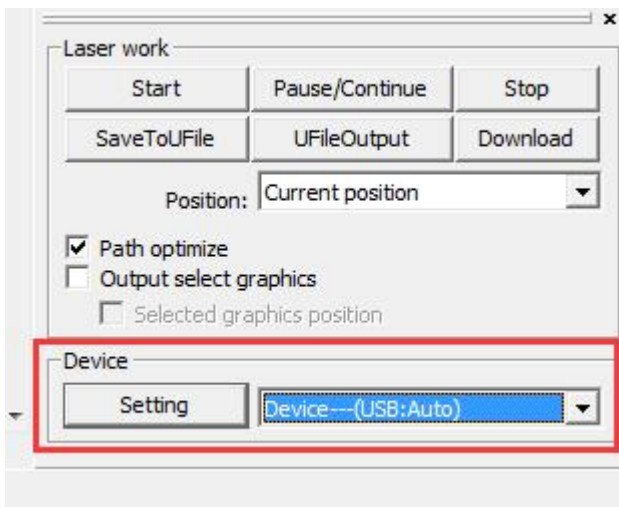 Laser work
Start Pause/Continue Stop
SaveToUFile UFileOutput Download
Position: Current position
Path optimize
Output select graphics
Selected graphics position
Device
Setting Device---(USB:Auto)